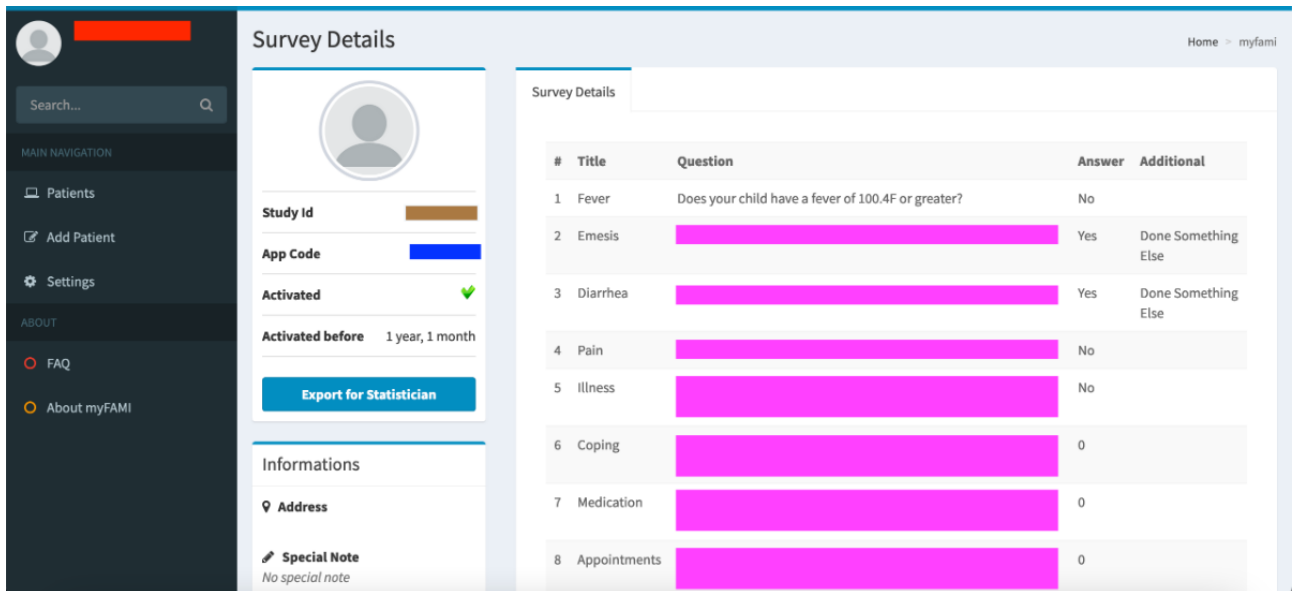 Survey Details
Home > myfami
Search...
MAIN NAVIGATION
Patients
Add Patient
Settings
ABOUT
FAQ
About myFAMI
Study Id
App Code
Activated
Activated before 1 year, 1 month
Export for Statistician
Informations
Address
Special Note
No special note
Survey Details
# Title Question Answer Additional
1 Fever Does your child have a fever of 100.4F or greater? No
2 Emesis Yes Done Something
Else
3 Diarrhea Yes Done Something
Else
4 Pain No
5 Illness No
6 Coping 0
7 Medication 0
8 Appointments 0